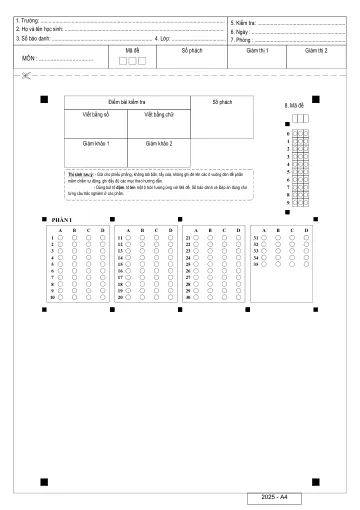 1. Trường:
2. Họ và tên học sinh:
3. Số báo danh: 4. Lớp:
5. Kiểm tra:
6. Ngày :
7. Phòng :
MÔN :
Mã đề
Số phách
Giám thị 1
Giám thị 2
Điểm bài kiểm tra
Số phách
Viết bằng số
Viết bằng chữ
Giám khảo 1
Giám khảo 2
8. Mã đề
0
1
2
3
4
5
6
7
8
9
PHẦN I
A B C D
1
2
3
4
5
6
7
8
9
10
A B C D
11
12
13
14
15
16
17
18
19
20
A B C D
21
22
23
24
25
26
27
28
29
30
A B C D
31
32
33
34
35
2025 - A4